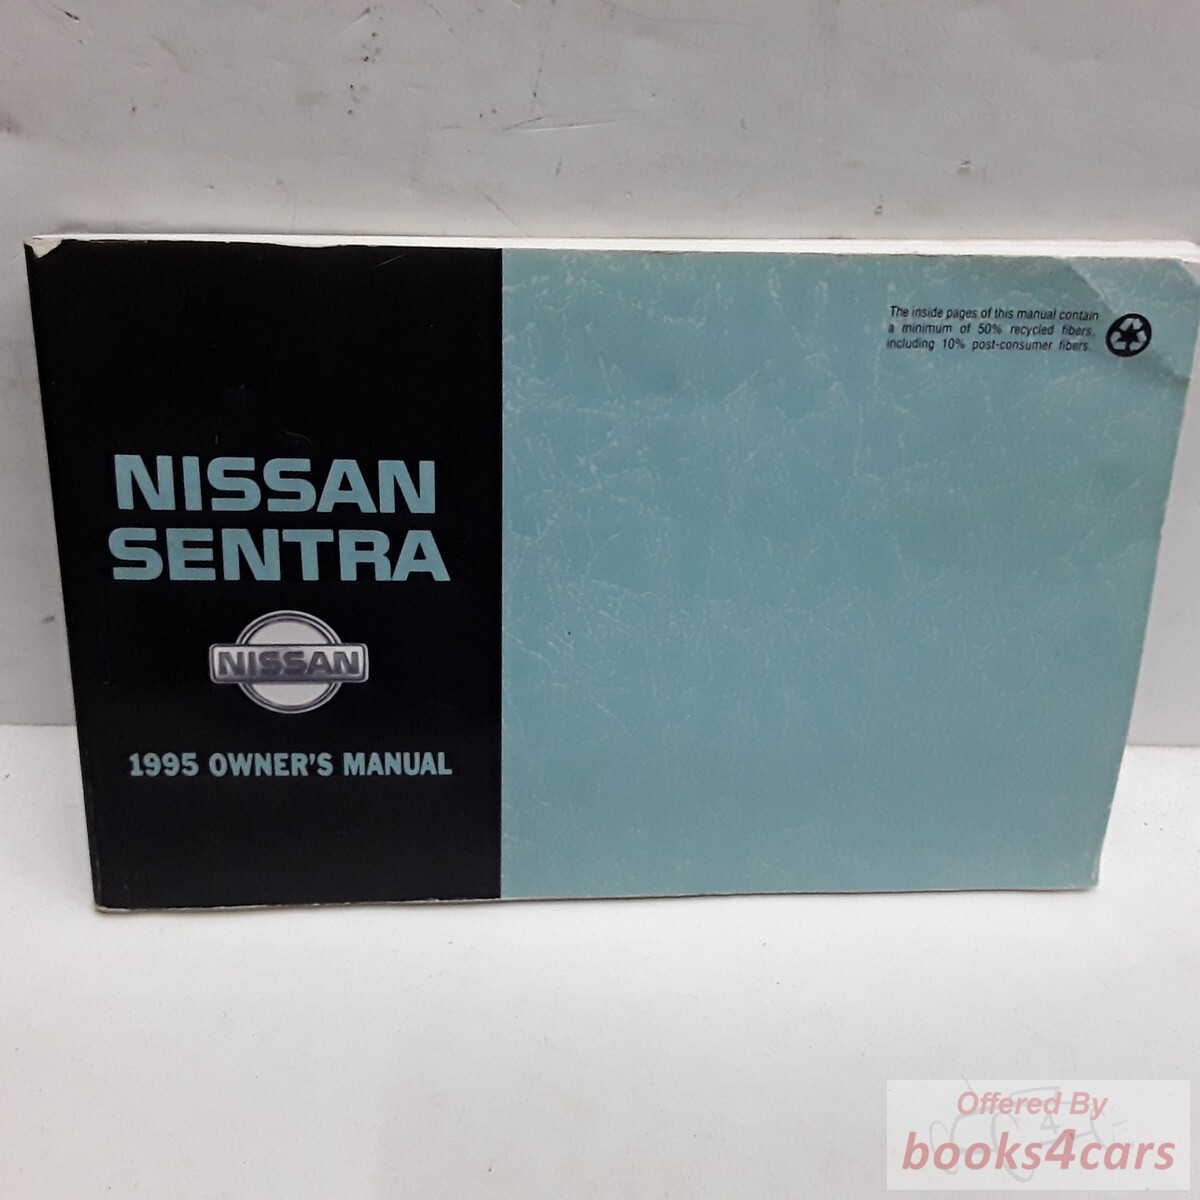 The inside pages of this manual contain
a minimum of 50% recycled fibers,
including 10% post-consumer fibers.
NISSAN
SENTRA
NISSAN
1995 OWNER'S MANUAL
Offered By
books4cars